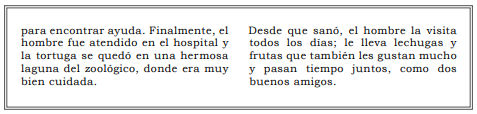 para encontrar ayuda. Finalmente, el
hombre fue atendido en el hospital y
la tortuga se quedó en una hermosa
laguna del zoológico, donde era muy
bien cuidada.
Desde que sanó, el hombre la visita
todos los días; le lleva lechugas y
frutas que también les gustan mucho
y pasan tiempo juntos, como dos
buenos amigos.